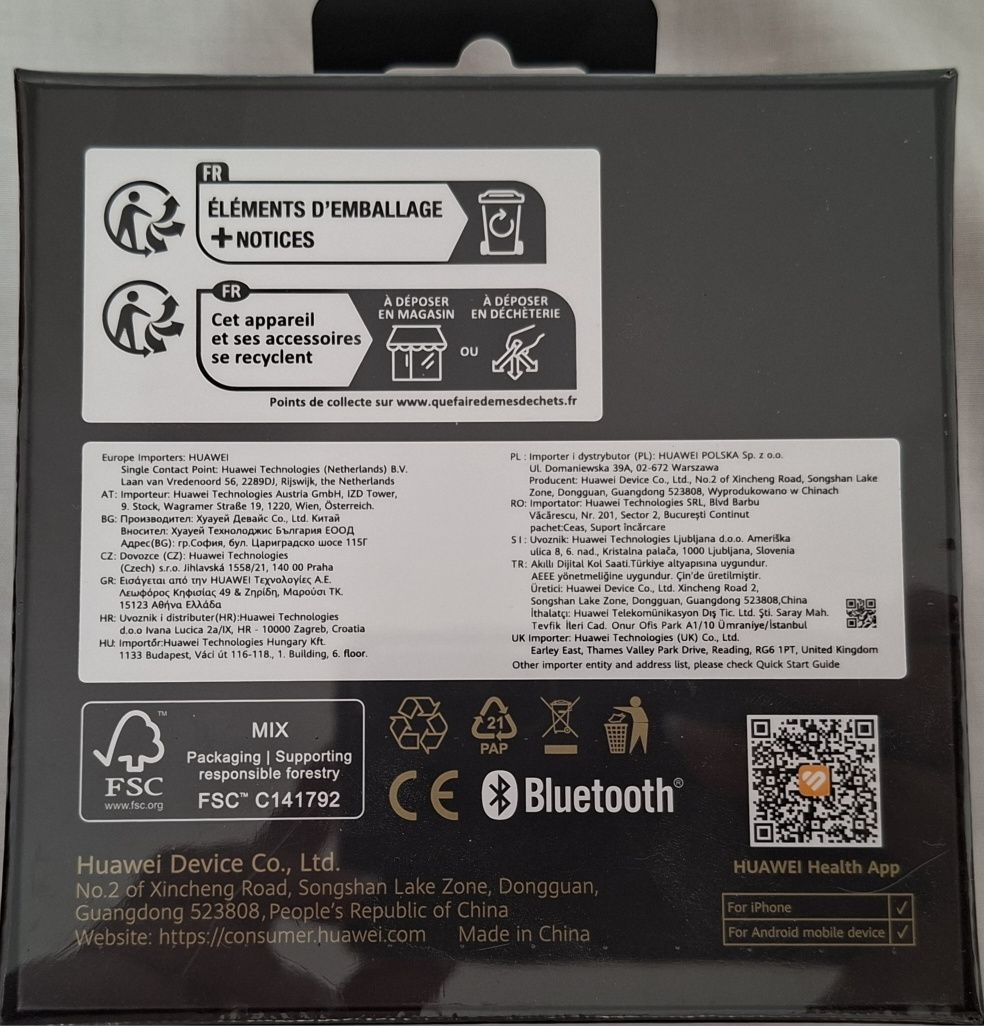 FR
ÉLÉMENTS D'EMBALLAGE
+NOTICES
FR
Cet appareil
et ses accessoires
se recyclent
À DÉPOSER
EN MAGASIN
OU
À DÉPOSER
EN DÉCHÈTERIE
Points de collecte sur www.quefairedemesdechets.fr
Europe Importers: HUAWEI
Single Contact Point: Huawei Technologies (Netherlands) B.V.
Laan van Vredenoord 56, 2289DJ, Rijswijk, the Netherlands
AT: Importeur: Huawei Technologies Austria GmbH, IZD Tower,
9. Stock, Wagramer Straße 19, 1220, Wien, Österreich.
BG: Производител: Хуауей Девайс Со., Ltd. Китай
Вносител: Хуауей Технолоджис България ЕООД
Адрес(BG): гр.София, бул. Цариградско шосе 115Г
CZ: Dovozce (CZ): Huawei Technologies
(Czech) s.r.o. Jihlavská 1558/21, 140 00 Praha
GR: Εισάγεται από την HUAWEI Τεχνολογίες Α.Ε.
Λεωφόρος Κηφισίας 49 & Ζηρίδη, Μαρούσι ΤΚ.
15123 Αθήνα Ελλάδα
HR: Uvoznik i distributer(HR):Huawei Technologies
d.o.o Ivana Lucica 2a/IX, HR - 10000 Zagreb, Croatia
HU: Importőr:Huawei Technologies Hungary Kft.
1133 Budapest, Váci út 116-118., 1. Building, 6. floor.
PL : Importer i dystrybutor (PL): HUAWEI POLSKA Sp. z o.o.
Ul. Domaniewska 39A, 02-672 Warszawa
Producent: Huawei Device Co., Ltd., No.2 of Xincheng Road, Songshan Lake
Zone, Dongguan, Guangdong 523808, Wyprodukowano w Chinach
RO: Importator: Huawei Technologies SRL, Blvd Barbu
Văcărescu, Nr. 201, Sector 2, București Continut
pachet:Ceas, Suport încărcare
S I : Uvoznik: Huawei Technologies Ljubljana d.o.o. Ameriška
ulica 8, 6. nad., Kristalna palača, 1000 Ljubljana, Slovenia
TR: Akıllı Dijital Kol Saati.Türkiye altyapısına uygundur.
AEEE yönetmeliğine uygundur. Çin'de üretilmiştir.
Üretici: Huawei Device Co., Ltd. Xincheng Road 2,
Songshan Lake Zone, Dongguan, Guangdong 523808,China
İthalatçı: Huawei Telekomünikasyon Dış Tic. Ltd. Şti. Saray Mah.
Tevfik İleri Cad. Onur Ofis Park A1/10 Ümraniye/İstanbul
UK Importer: Huawei Technologies (UK) Co., Ltd.
Earley East, Thames Valley Park Drive, Reading, RG6 1PT, United Kingdom
Other importer entity and address list, please check Quick Start Guide
FSC
www.fsc.org
™
MIX
Packaging | Supporting
responsible forestry
FSC™ C141792
21
PAP
CE
Bluetooth®
HUAWEI Health App
For iPhone
For Android mobile device
Huawei Device Co., Ltd.
No.2 of Xincheng Road, Songshan Lake Zone, Dongguan,
Guangdong 523808,People's Republic of China
Website: https://consumer.huawei.com Made in China